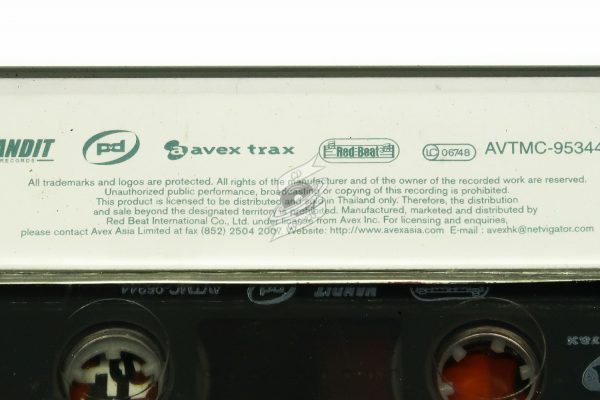 ANDIT RECORDS pd avex trax Red Beat LC 06748 AVTMC-95344
All trademarks and logos are protected. All rights of the manufacturer and of the owner of the recorded work are reserved.
Unauthorized public performance, broadcasting or copying of this recording is prohibited.
This product is licensed to be distributed and sold in Thailand only. Therefore, the distribution
and sale beyond the designated territory is prohibited. Manufactured, marketed and distributed by
Red Beat International Co., Ltd. under license from Avex Inc. For licensing and enquiries,
please contact Avex Asia Limited at fax (852) 2504 2007 Website: http://www.avexasia.com E-mail : avexhk@netvigator.com
AVTMC-95344 pd VANDIT